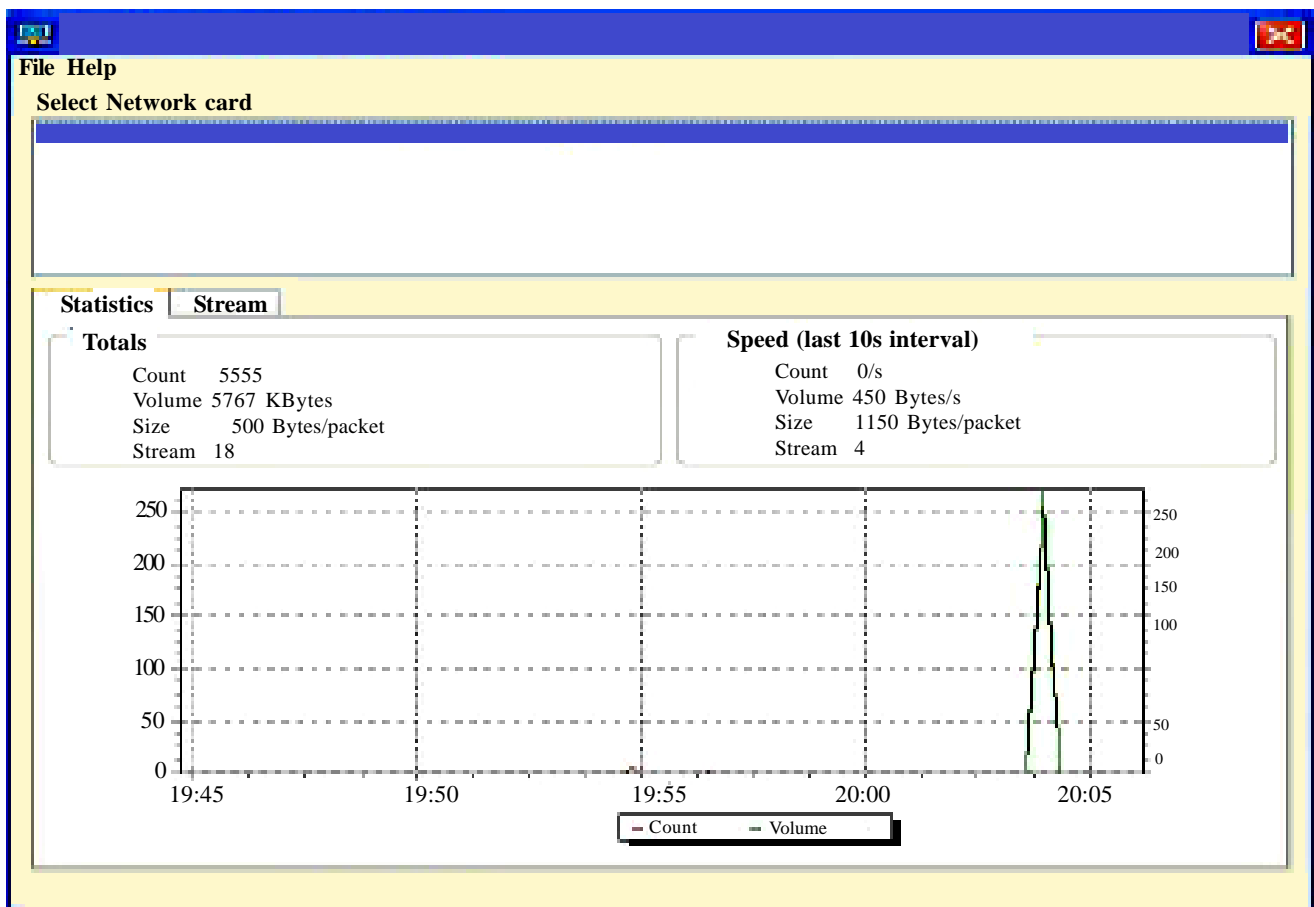 File Help
Select Network card
Statistics Stream
Totals
Count 5555
Volume 5767 KBytes
Size 500 Bytes/packet
Stream 18
Speed (last 10s interval)
Count 0/s
Volume 450 Bytes/s
Size 1150 Bytes/packet
Stream 4
250
200
150
100
50
0
250
200
150
100
50
0
19:45 19:50 19:55 20:00 20:05
Count Volume